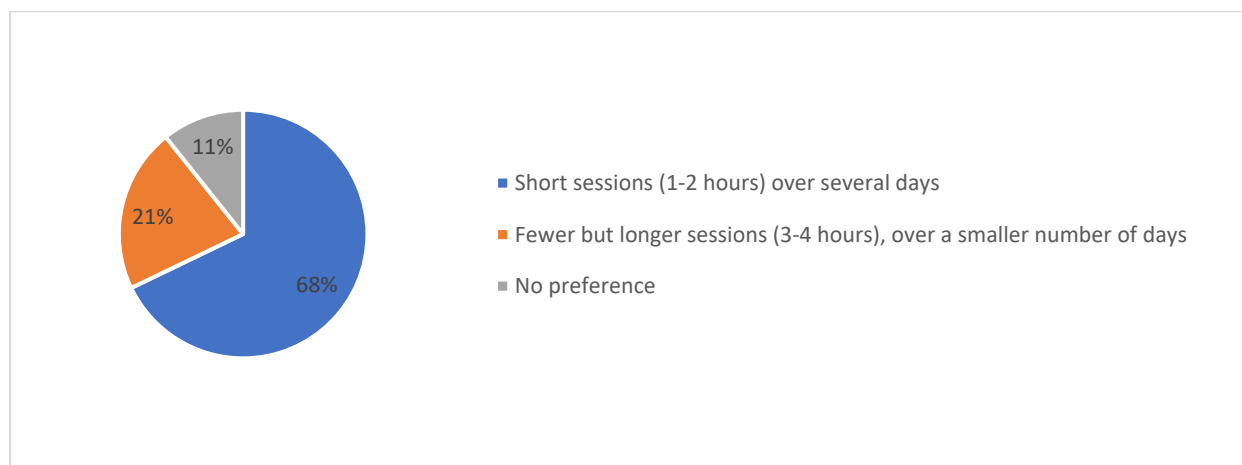 11%
21%
68%
Short sessions (1-2 hours) over several days
Fewer but longer sessions (3-4 hours), over a smaller number of days
No preference